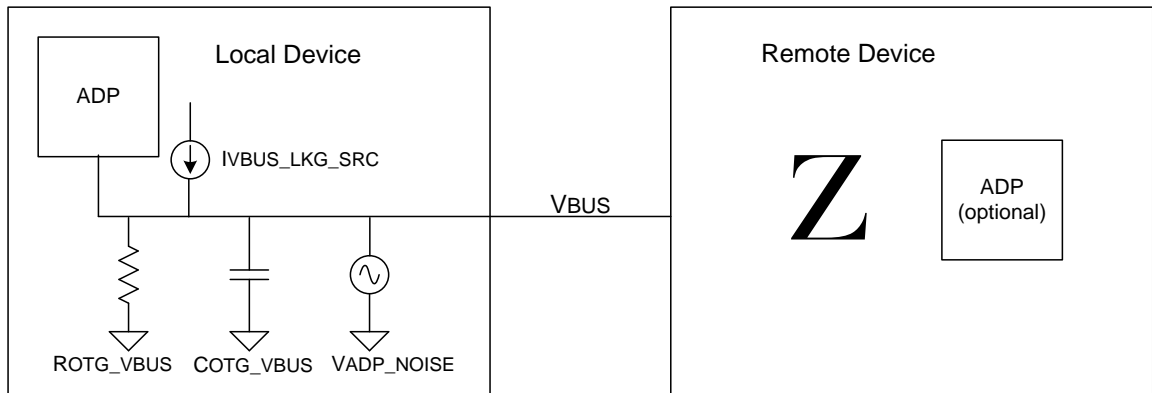 Local Device
ADP
IVBUS_LKG_SRC
ROTG_VBUS
COTG_VBUS
VADP_NOISE
VBUS
Remote Device
Z
ADP
(optional)